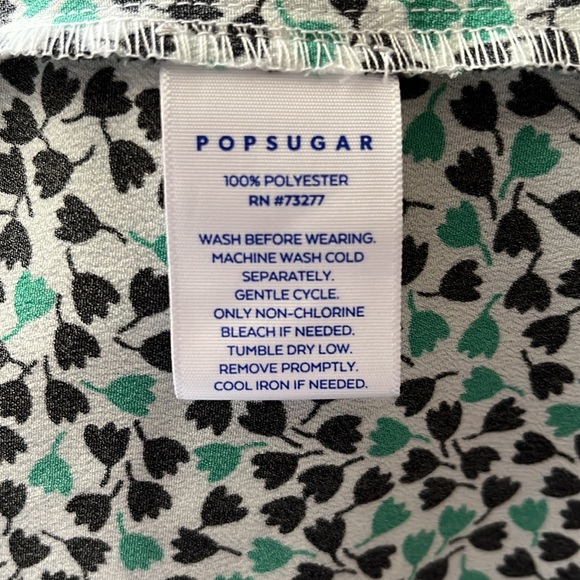 POPSUGAR
100% POLYESTER
RN #73277
WASH BEFORE WEARING.
MACHINE WASH COLD
SEPARATELY.
GENTLE CYCLE.
ONLY NON-CHLORINE
BLEACH IF NEEDED.
TUMBLE DRY LOW.
REMOVE PROMPTLY.
COOL IRON IF NEEDED.